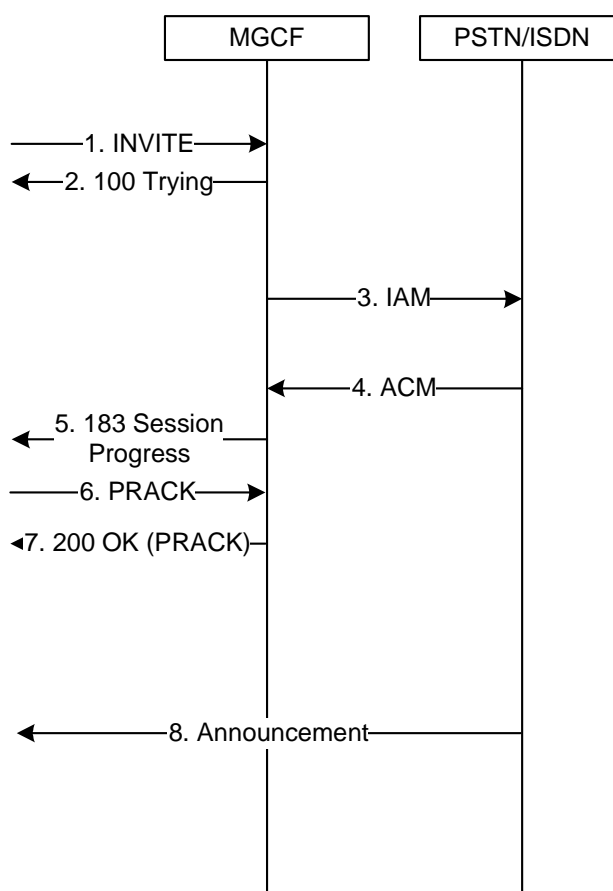 MGCF
PSTN/ISDN
1. INVITE
2. 100 Trying
3. IAM
4. ACM
5. 183 Session
Progress
6. PRACK
7. 200 OK (PRACK)
8. Announcement